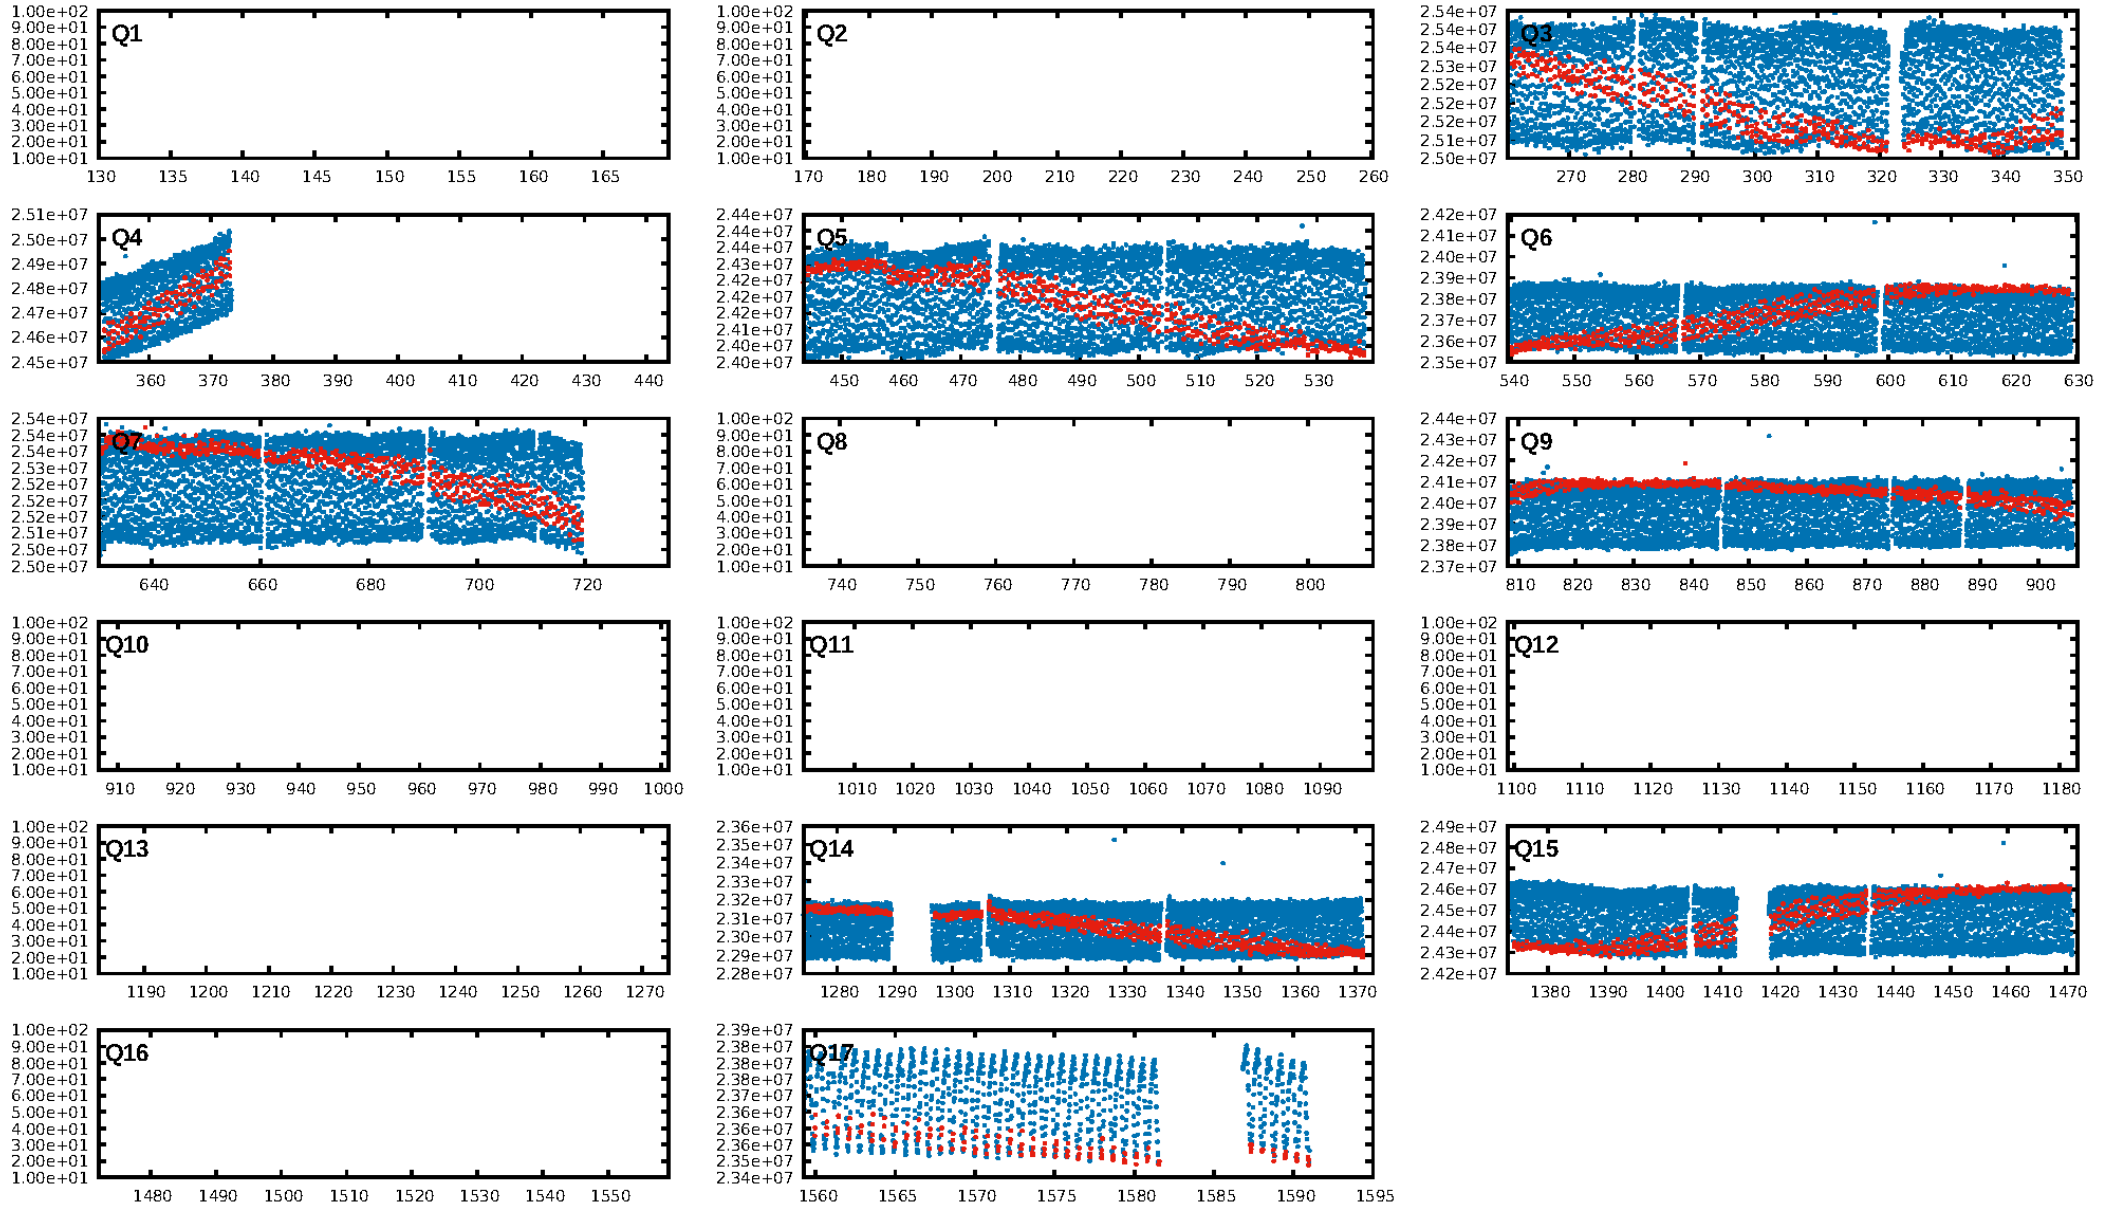 1.00e+02 9.00e+01 8.00e+01 7.00e+01 6.00e+01 5.00e+01 4.00e+01 3.00e+01 2.00e+01 1.00e+01
Q1
130 135 140 145 150 155 160 165
1.00e+02 9.00e+01 8.00e+01 7.00e+01 6.00e+01 5.00e+01 4.00e+01 3.00e+01 2.00e+01 1.00e+01
Q2
170 180 190 200 210 220 230 240 250 260
2.54e+07 2.54e+07 2.53e+07 2.53e+07 2.52e+07 2.52e+07 2.51e+07 2.51e+07 2.50e+07
Q3
270 280 290 300 310 320 330 340 350
2.51e+07 2.50e+07 2.49e+07 2.48e+07 2.47e+07 2.46e+07 2.45e+07
Q4
360 370 380 390 400 410 420 430 440
2.44e+07 2.44e+07 2.43e+07 2.43e+07 2.42e+07 2.42e+07 2.41e+07 2.41e+07 2.40e+07 2.40e+07
Q5
450 460 470 480 490 500 510 520 530
2.42e+07 2.41e+07 2.40e+07 2.39e+07 2.38e+07 2.37e+07 2.36e+07 2.35e+07
Q6
540 550 560 570 580 590 600 610 620 630
2.54e+07 2.54e+07 2.54e+07 2.53e+07 2.53e+07 2.52e+07 2.52e+07 2.51e+07 2.50e+07 2.50e+07
Q7
640 660 680 700 720
1.00e+02 9.00e+01 8.00e+01 7.00e+01 6.00e+01 5.00e+01 4.00e+01 3.00e+01 2.00e+01 1.00e+01
Q8
740 750 760 770 780 790 800
2.44e+07 2.43e+07 2.42e+07 2.41e+07 2.40e+07 2.39e+07 2.38e+07 2.37e+07
Q9
810 820 830 840 850 860 870 880 890 900
1.00e+02 9.00e+01 8.00e+01 7.00e+01 6.00e+01 5.00e+01 4.00e+01 3.00e+01 2.00e+01 1.00e+01
Q10
910 920 930 940 950 960 970 980 990 1000
1.00e+02 9.00e+01 8.00e+01 7.00e+01 6.00e+01 5.00e+01 4.00e+01 3.00e+01 2.00e+01 1.00e+01
Q11
1010 1020 1030 1040 1050 1060 1070 1080 1090
1.00e+02 9.00e+01 8.00e+01 7.00e+01 6.00e+01 5.00e+01 4.00e+01 3.00e+01 2.00e+01 1.00e+01
Q12
1100 1110 1120 1130 1140 1150 1160 1170 1180
1.00e+02 9.00e+01 8.00e+01 7.00e+01 6.00e+01 5.00e+01 4.00e+01 3.00e+01 2.00e+01 1.00e+01
Q13
1190 1200 1210 1220 1230 1240 1250 1260 1270
2.36e+07 2.35e+07 2.34e+07 2.33e+07 2.32e+07 2.31e+07 2.30e+07 2.29e+07 2.28e+07
Q14
1280 1290 1300 1310 1320 1330 1340 1350 1360 1370
2.49e+07 2.48e+07 2.47e+07 2.46e+07 2.45e+07 2.44e+07 2.43e+07 2.42e+07
Q15
1380 1390 1400 1410 1420 1430 1440 1450 1460 1470
1.00e+02 9.00e+01 8.00e+01 7.00e+01 6.00e+01 5.00e+01 4.00e+01 3.00e+01 2.00e+01 1.00e+01
Q16
1480 1490 1500 1510 1520 1530 1540 1550
2.39e+07 2.38e+07 2.38e+07 2.37e+07 2.37e+07 2.36e+07 2.36e+07 2.35e+07 2.34e+07
Q17
1560 1565 1570 1575 1580 1585 1590 1595